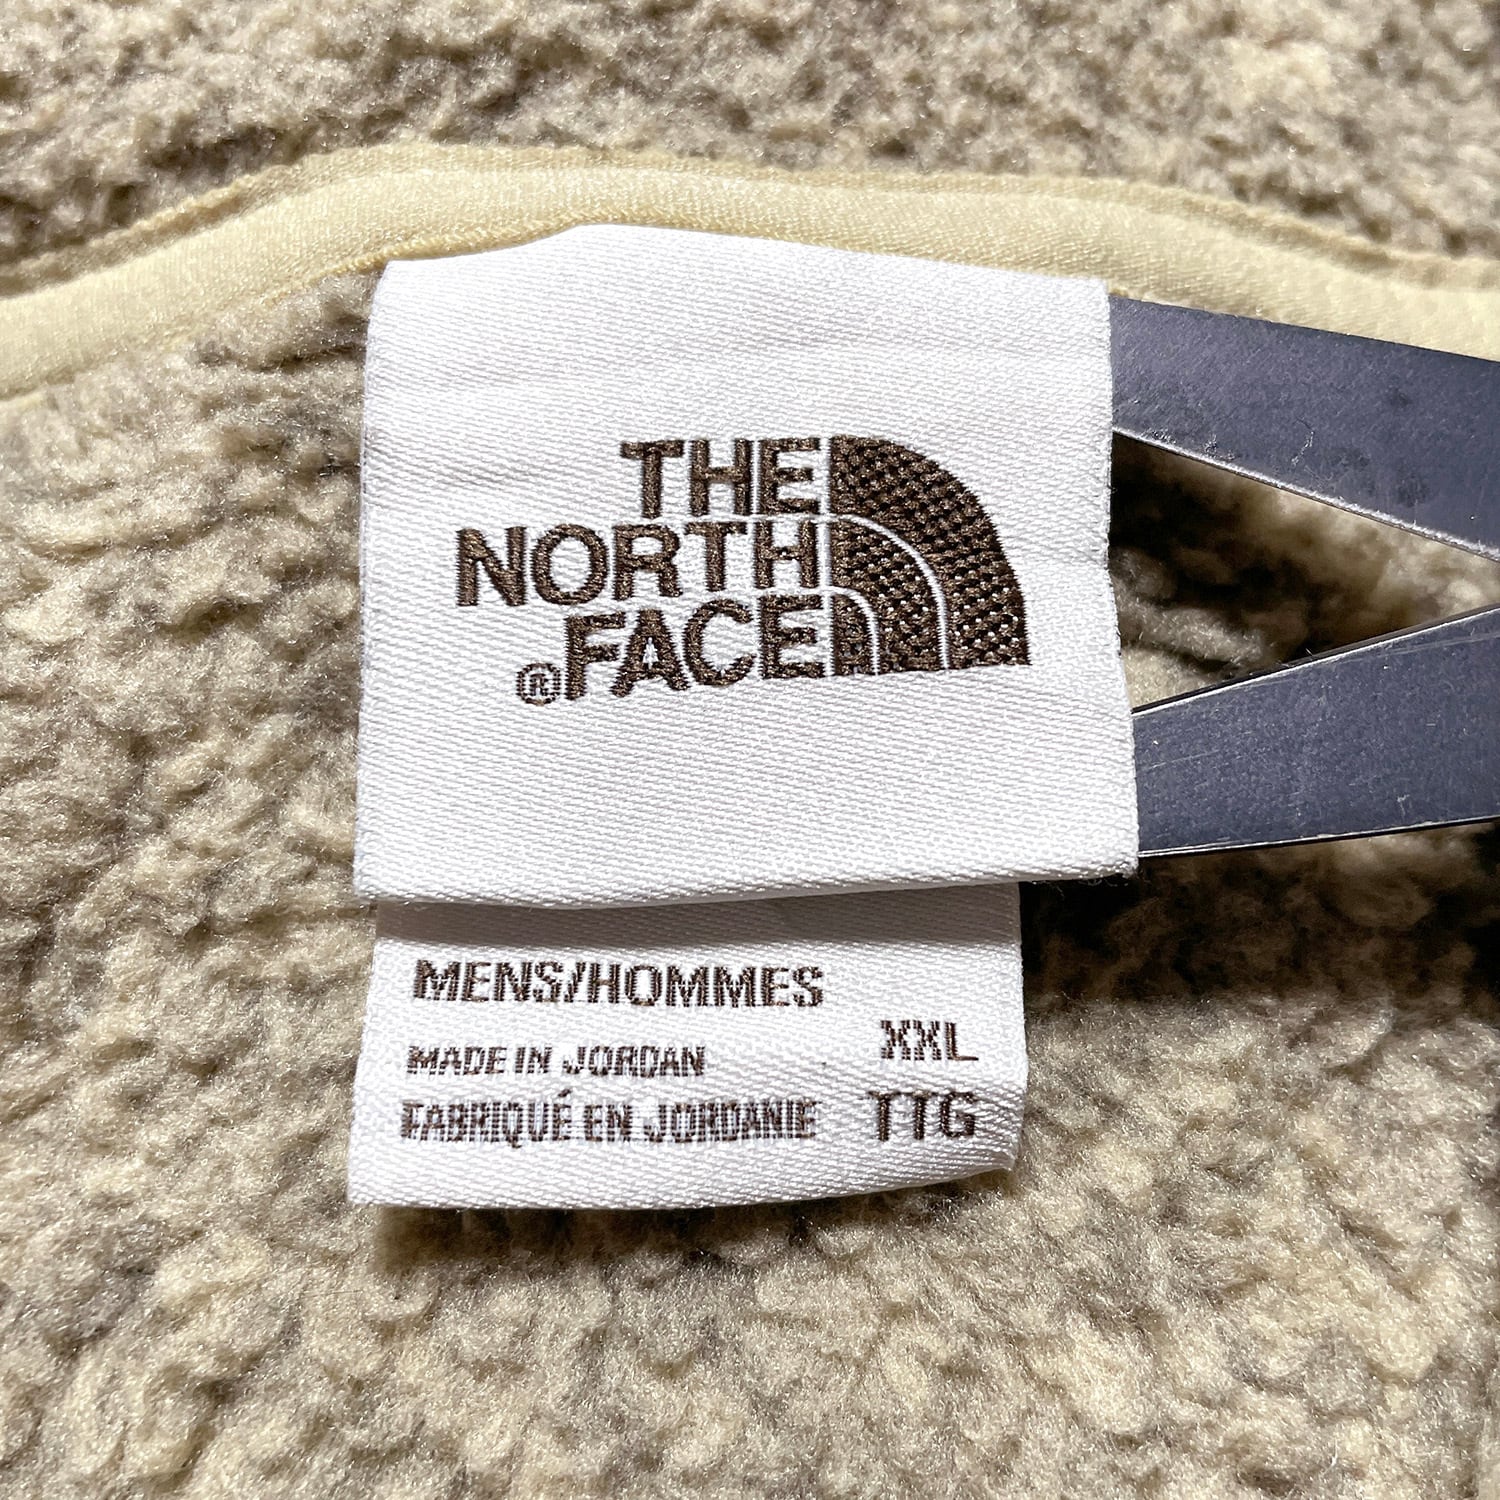 THE
NORTH
®FACE
MENS/HOMMES
MADE IN JORDAN
XXL
FABRIQUÉ EN JORDANIE
TTG